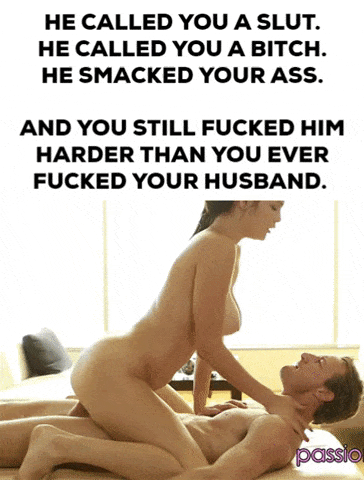 HE CALLED YOU A SLUT.
HE CALLED YOU A BITCH.
HE SMACKED YOUR ASS.
AND YOU STILL FUCKED HIM
HARDER THAN YOU EVER
FUCKED YOUR HUSBAND.